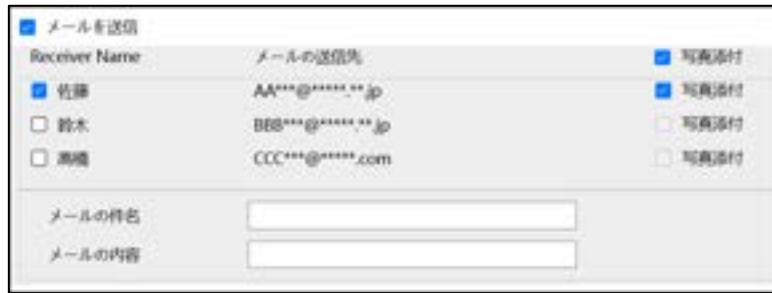 メールを送信
Receiver Name メールの送信先 写真添付
佐藤 AA***@*****.**.jp 写真添付
鈴木 BBB***@*****.**.jp 写真添付
高橋 CCC***@*****.com 写真添付
メールの件名
メールの内容